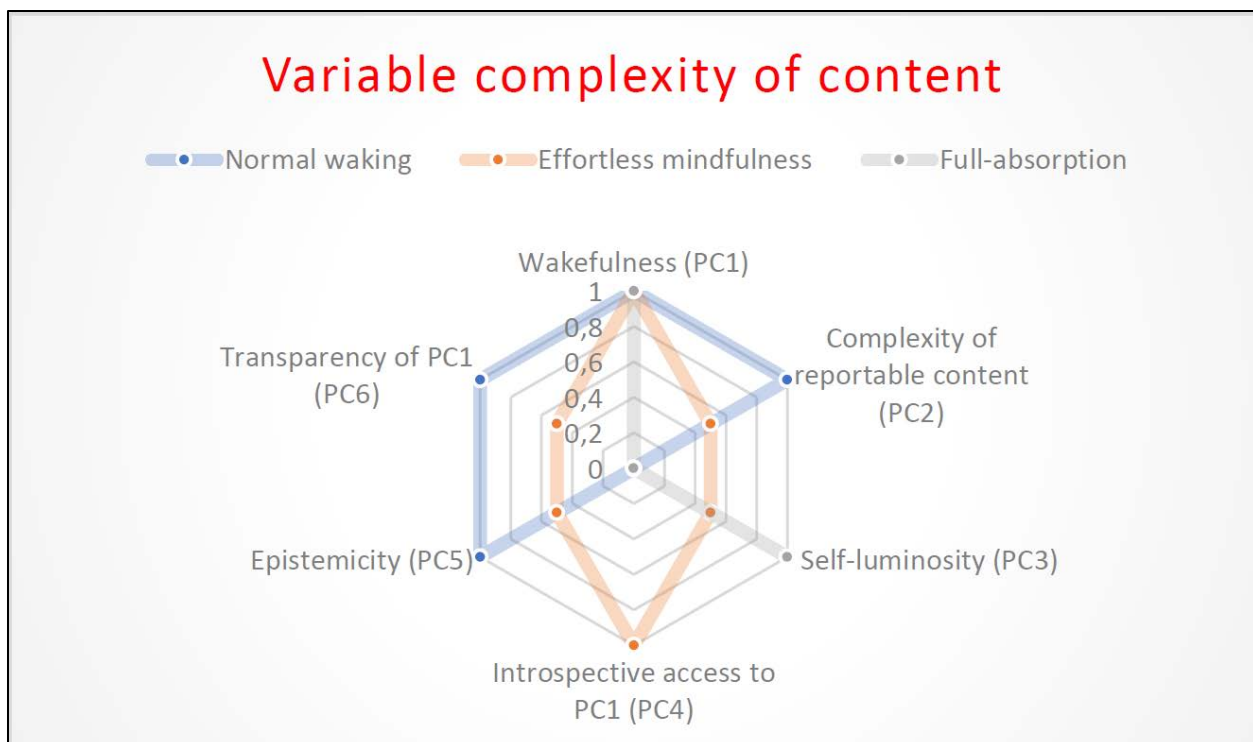 Variable complexity of content
Normal waking
Effortless mindfulness
Full-absorption
Wakefulness (PC1)
1
0,8
0,6
0,4
0,2
0
Complexity of
reportable content
(PC2)
Self-luminosity (PC3)
Introspective access to
PC1 (PC4)
Epistemicity (PC5)
Transparency of PC1
(PC6)